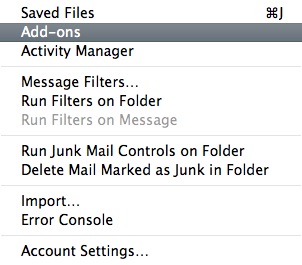 Saved Files ⌘J
Add-ons
Activity Manager
Message Filters...
Run Filters on Folder
Run Filters on Message
Run Junk Mail Controls on Folder
Delete Mail Marked as Junk in Folder
Import...
Error Console
Account Settings...